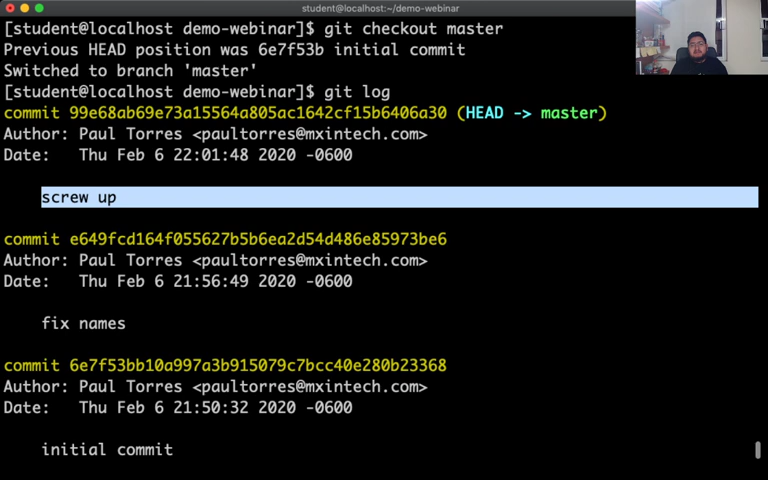 student@localhost:~/demo-webinar
[student@localhost demo-webinar]$ git checkout master
Previous HEAD position was 6e7f53b initial commit
Switched to branch 'master'
[student@localhost demo-webinar]$ git log
commit 99e68ab69e73a15564a805ac1642cf15b6406a30 (HEAD -> master)
Author: Paul Torres <paultorres@mxintech.com>
Date:   Thu Feb 6 22:01:48 2020 -0600
screw up
commit e649fcd164f055627b5b6ea2d54d486e85973be6
Author: Paul Torres <paultorres@mxintech.com>
Date:   Thu Feb 6 21:56:49 2020 -0600
fix names
commit 6e7f53bb10a997a3b915079c7bcc40e280b23368
Author: Paul Torres <paultorres@mxintech.com>
Date:   Thu Feb 6 21:50:32 2020 -0600
initial commit